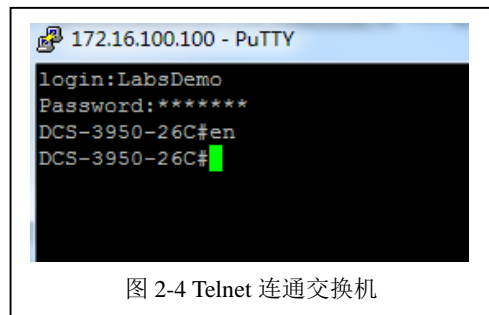 172.16.100.100 - PuTTY
login:LabsDemo
Password:*******
DCS-3950-26C#en
DCS-3950-26C#
图 2-4 Telnet 连通交换机